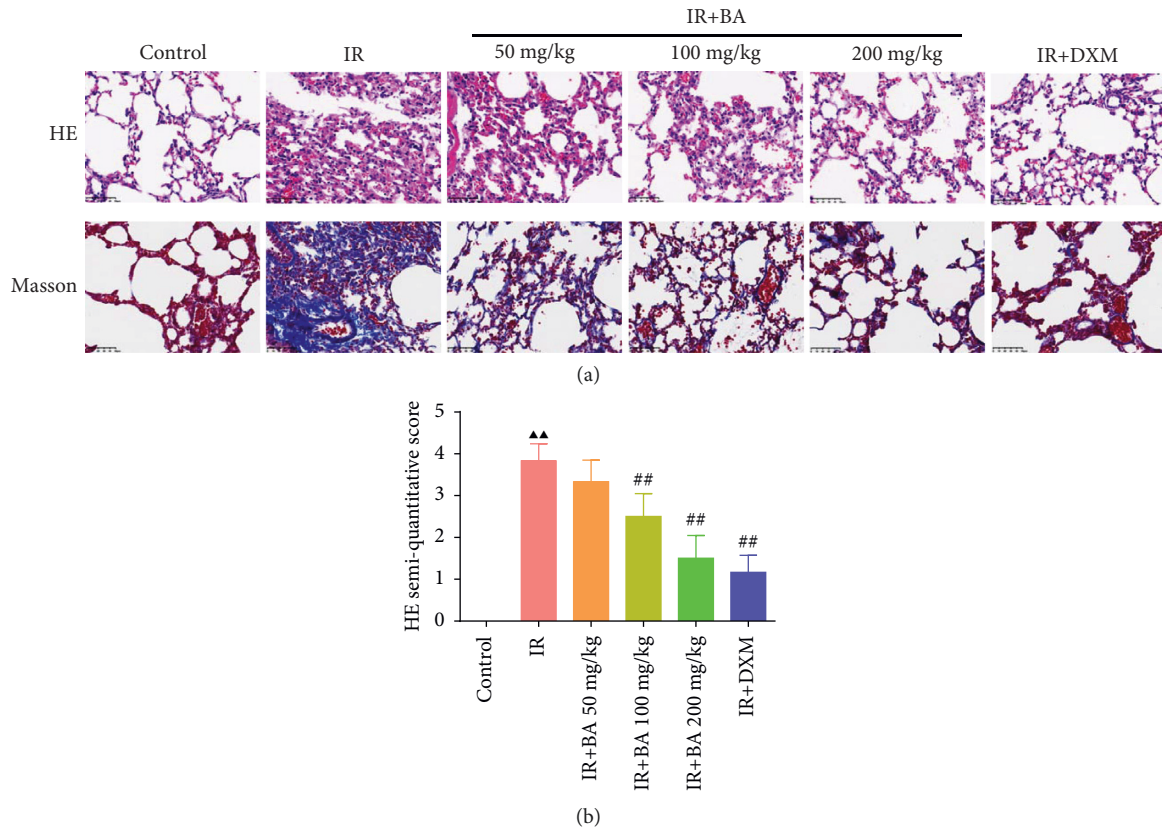 IR+BA
Control IR 50 mg/kg 100 mg/kg 200 mg/kg IR+DXM
HE
Masson
(a)
HE semi-quantitative score
5
4
3
2
1
0
▲▲
##
##
##
Control
IR
IR+BA 50 mg/kg
IR+BA 100 mg/kg
IR+BA 200 mg/kg
IR+DXM
(b)